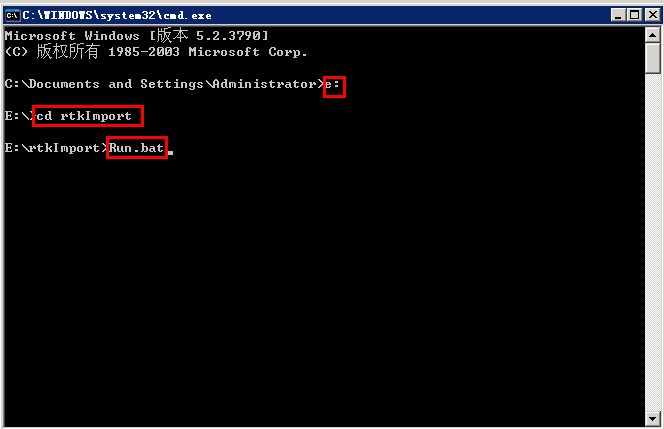 C:\WINDOWS\system32\cmd.exe
Microsoft Windows [版本 5.2.3790]
(C) 版权所有 1985-2003 Microsoft Corp.
C:\Documents and Settings\Administrator>e:
E:\>cd rtkImport
E:\rtkImport>Run.bat_